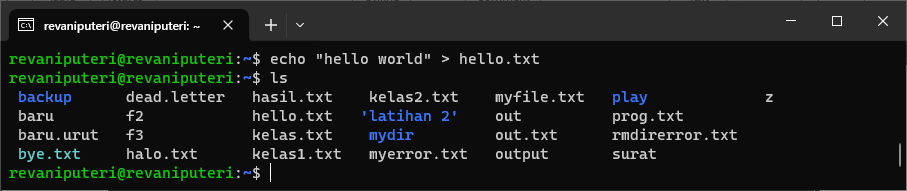 revaniputeri@revaniputeri: ~
revaniputeri@revaniputeri:~$ echo "hello world" > hello.txt
revaniputeri@revaniputeri:~$ ls
backup dead.letter hasil.txt kelas2.txt myfile.txt play z
baru f2 hello.txt 'latihan 2' out prog.txt
baru.urut f3 kelas.txt mydir out.txt rmdirerror.txt
bye.txt halo.txt kelas1.txt myerror.txt output surat
revaniputeri@revaniputeri:~$